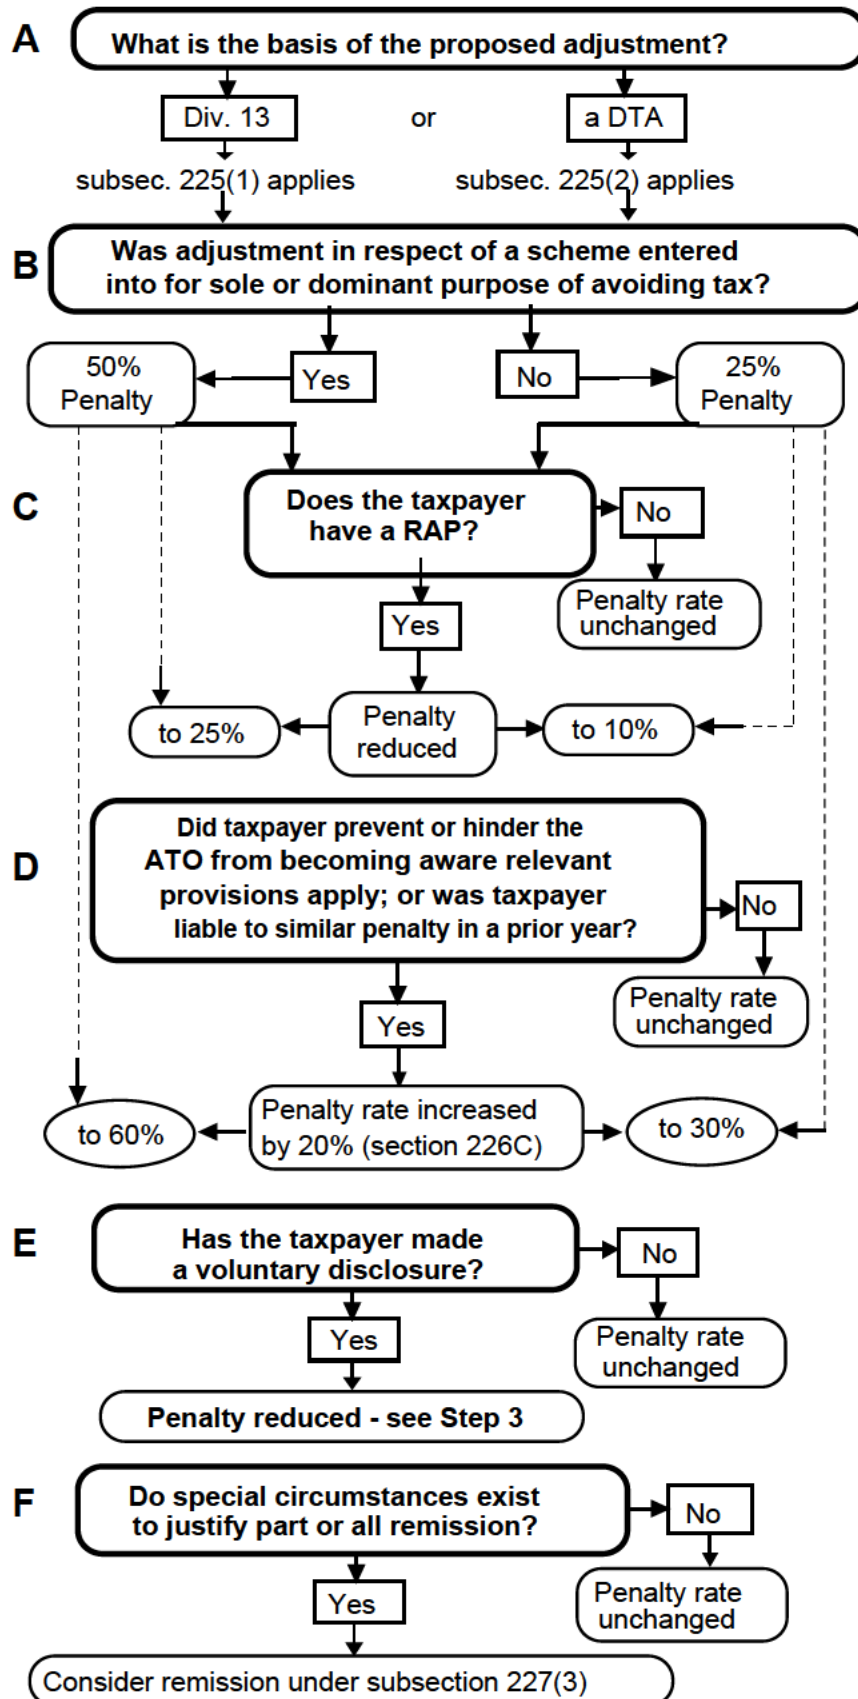 A
What is the basis of the proposed adjustment?
Div. 13
or
a DTA
subsec. 225(1) applies
subsec. 225(2) applies
B
Was adjustment in respect of a scheme entered
into for sole or dominant purpose of avoiding tax?
50%
Penalty
Yes
No
25%
Penalty
C
Does the taxpayer
have a RAP?
No
Penalty rate
unchanged
Yes
to 25%
Penalty
reduced
to 10%
D
Did taxpayer prevent or hinder the
ATO from becoming aware relevant
provisions apply; or was taxpayer
liable to similar penalty in a prior year?
No
Penalty rate
unchanged
Yes
to 60%
Penalty rate increased
by 20% (section 226C)
to 30%
E
Has the taxpayer made
a voluntary disclosure?
No
Penalty rate
unchanged
Yes
Penalty reduced - see Step 3
F
Do special circumstances exist
to justify part or all remission?
No
Penalty rate
unchanged
Yes
Consider remission under subsection 227(3)